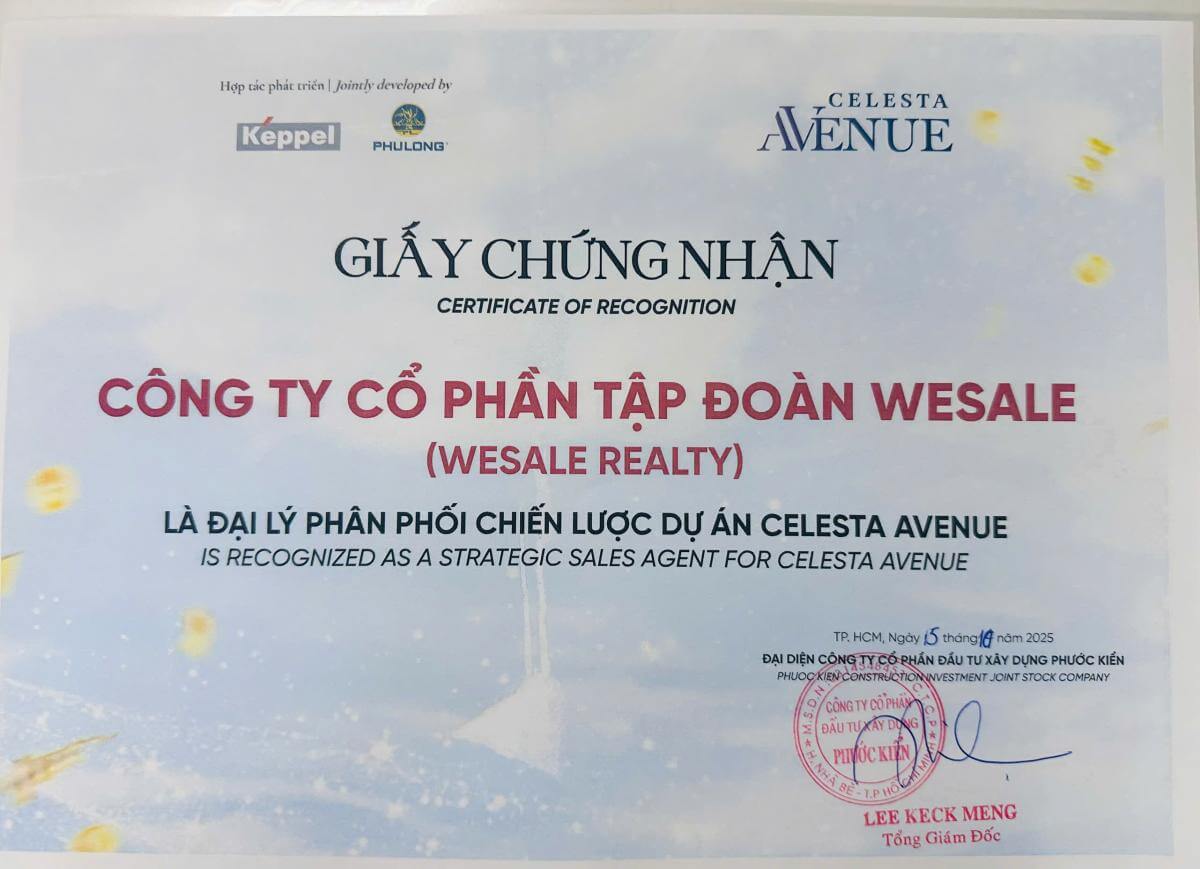 Hợp tác phát triển | Jointly developed by
Keppel
PHULONG
CELESTA
AVENUE
GIẤY CHỨNG NHẬN
CERTIFICATE OF RECOGNITION
CÔNG TY CỔ PHẦN TẬP ĐOÀN WESALE
(WESALE REALTY)
LÀ ĐẠI LÝ PHÂN PHỐI CHIẾN LƯỢC DỰ ÁN CELESTA AVENUE
IS RECOGNIZED AS A STRATEGIC SALES AGENT FOR CELESTA AVENUE
TP. HCM, Ngày 15 tháng năm 2025
ĐẠI DIỆN CÔNG TY CỔ PHẦN ĐẦU TƯ XÂY DỰNG PHƯỚC KIỂN
PHUOC KIEN CONSTRUCTION INVESTMENT JOINT STOCK COMPANY
M.S.D.N: C.T.C.P
CÔNG TY CỔ PHẦN
ĐẦU TƯ XÂY DỰNG
PHƯỚC KIỂN
H. NHÀ BÈ - T.P HỒ CHÍ MINH
LEE KECK MENG
Tổng Giám Đốc